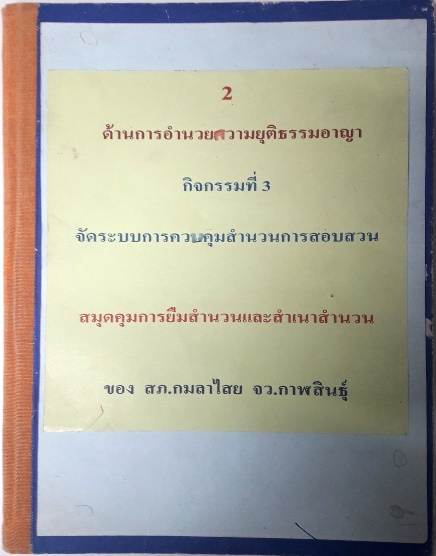 2
ด้านการอำนวยความยุติธรรมอาญา
กิจกรรมที่ 3
จัดระบบการควบคุมสำนวนการสอบสวน
สมุดคุมการยืมสำนวนและสำเนาสำนวน
ของ สภ.กมลาไสย จว.กาฬสินธุ์